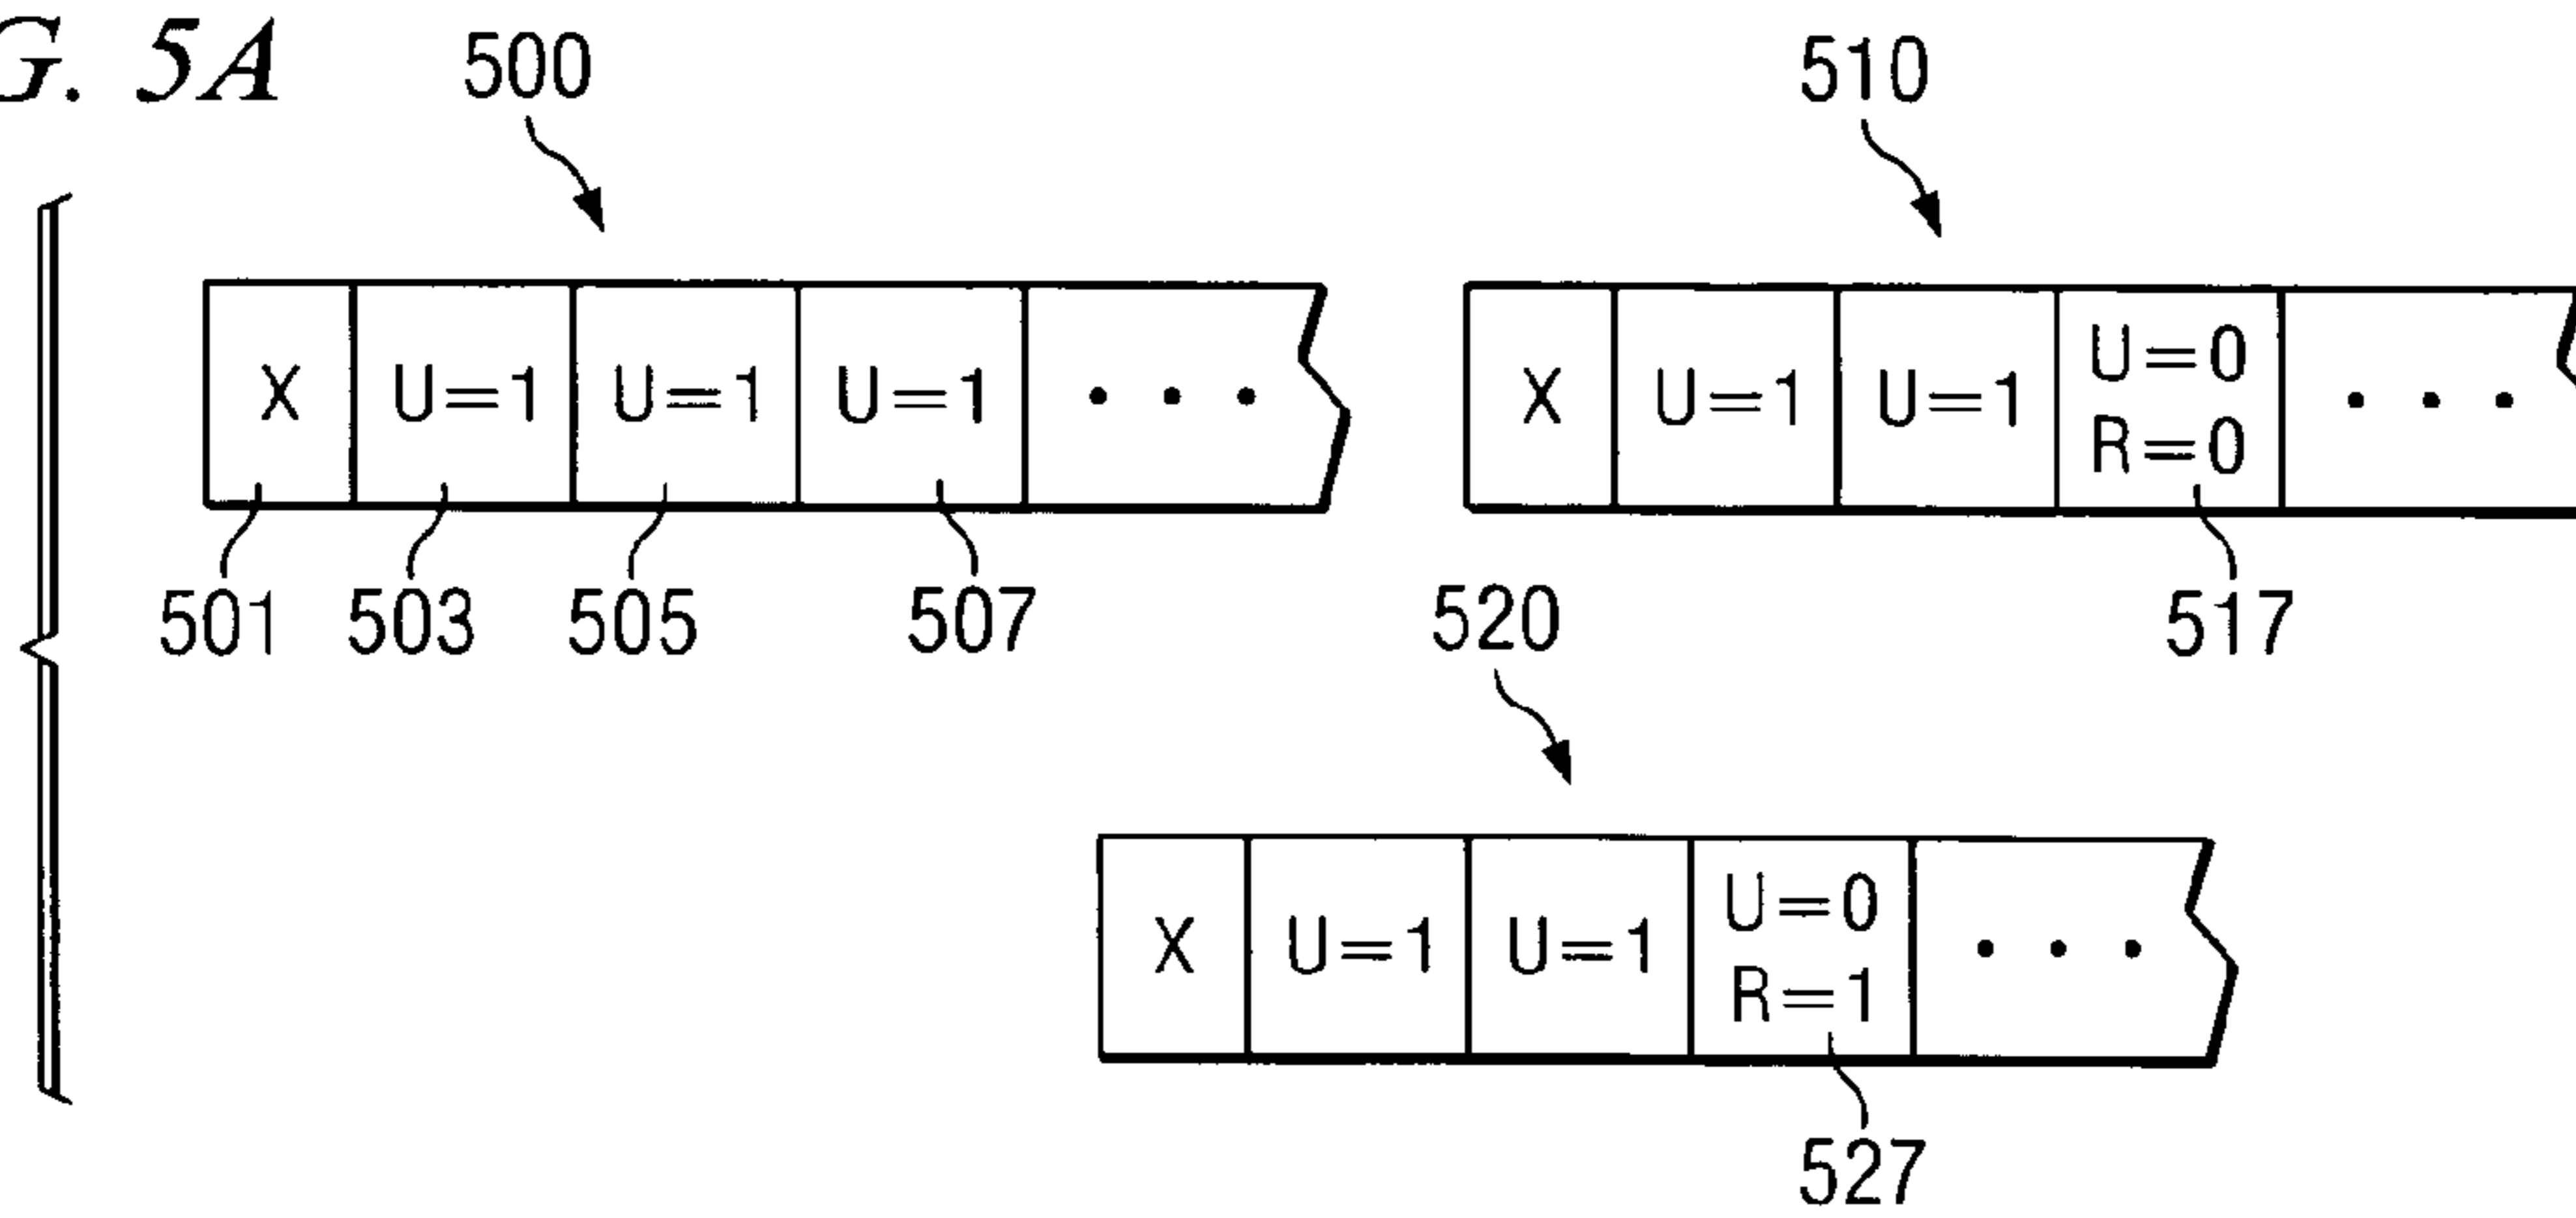 G. 5A
500
510
X U=1 U=1 U=1 . . .
X U=1 U=1 U=0 . . .
R=0
501 503 505 507
517
520
X U=1 U=1 U=0 . . .
R=1
527